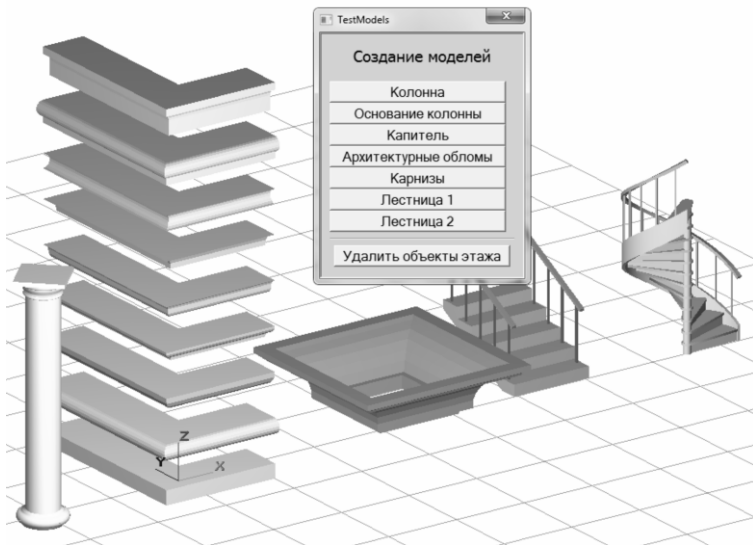 TestModels
Создание моделей
Колонна
Основание колонны
Капитель
Архитектурные обломы
Карнизы
Лестница 1
Лестница 2
Удалить объекты этажа
Z
Y
X